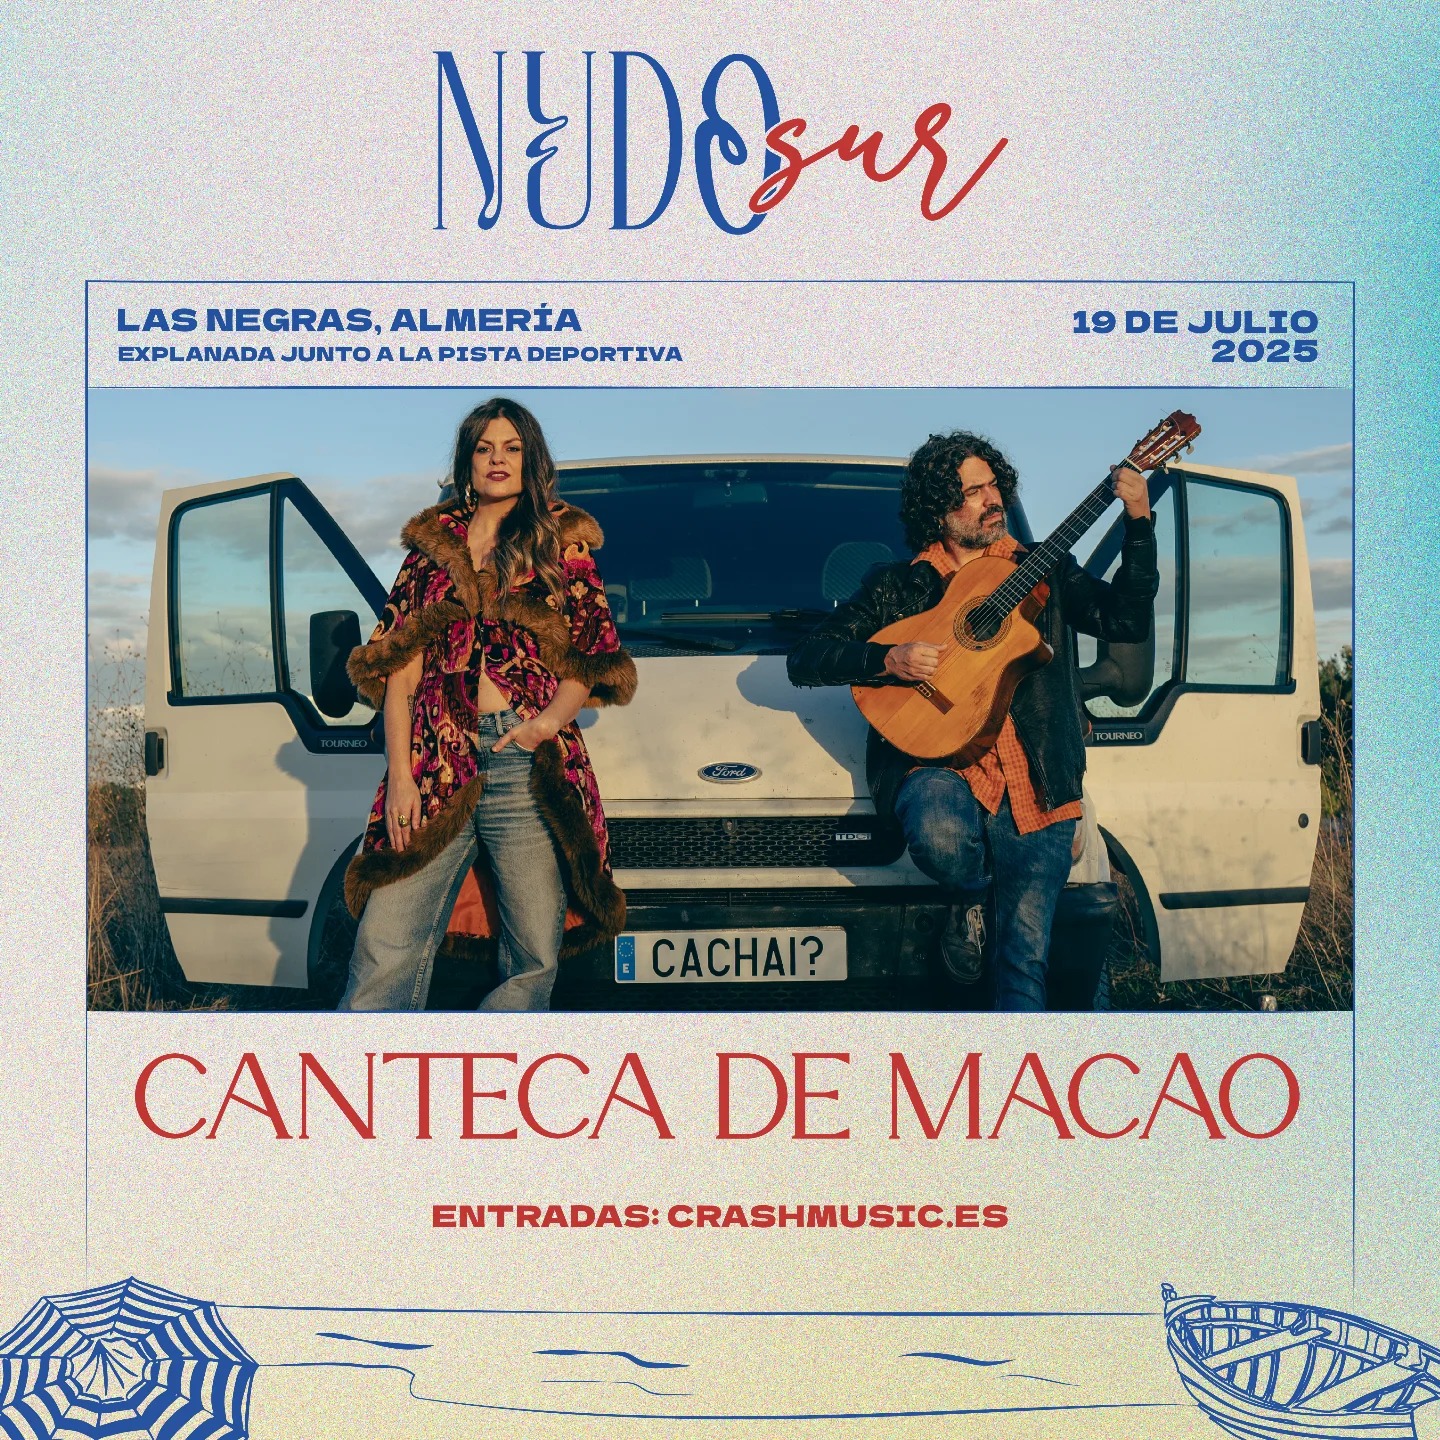 NUDO sur
LAS NEGRAS, ALMERÍA
EXPLANADA JUNTO A LA PISTA DEPORTIVA
19 DE JULIO
2025
TOURNEO
TOURNEO
Ford
TDCi
E
CACHAI?
CANTECA DE MACAO
ENTRADAS: CRASHMUSIC.ES